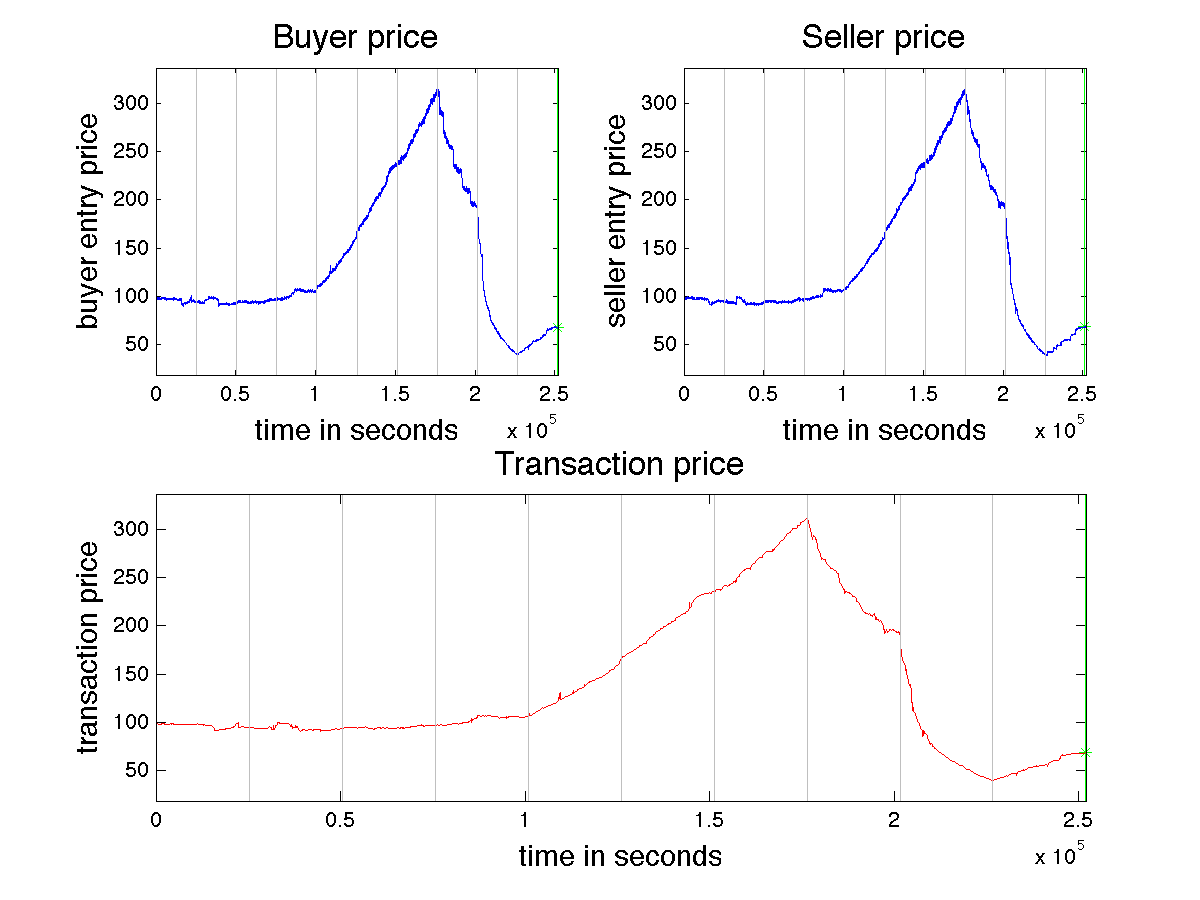 Buyer price
buyer entry price
300
250
200
150
100
50
0 0.5 1 1.5 2 2.5
x 10^5
time in seconds
Seller price
seller entry price
300
250
200
150
100
50
0 0.5 1 1.5 2 2.5
x 10^5
time in seconds
Transaction price
transaction price
300
250
200
150
100
50
0 0.5 1 1.5 2 2.5
x 10^5
time in seconds